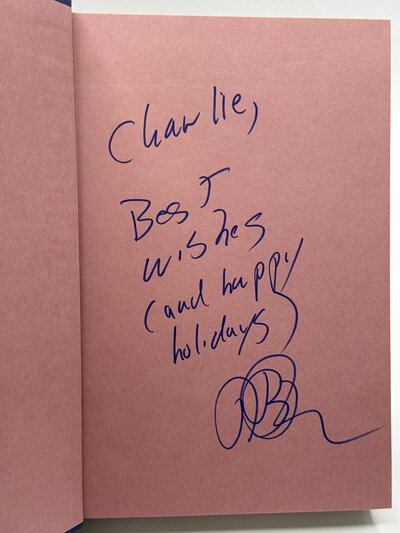 Charlie,
Best
wishes
(and happy
holidays)